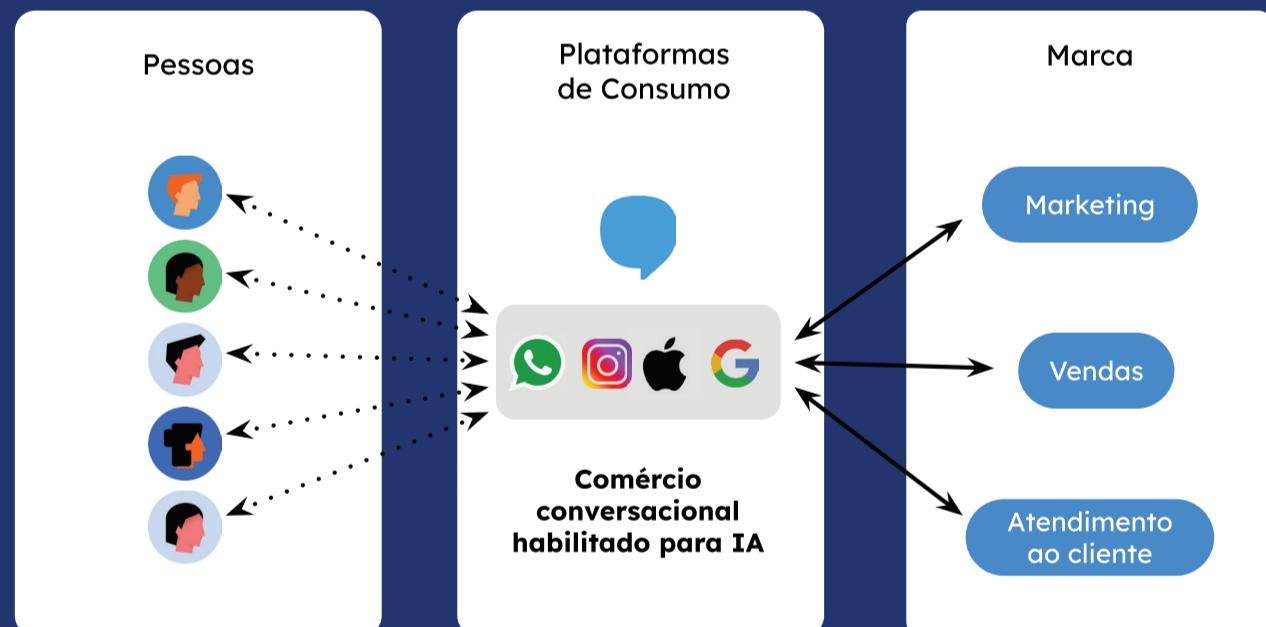 Pessoas
Plataformas
de Consumo
Comércio
conversacional
habilitado para IA
Marca
Marketing
Vendas
Atendimento
ao cliente